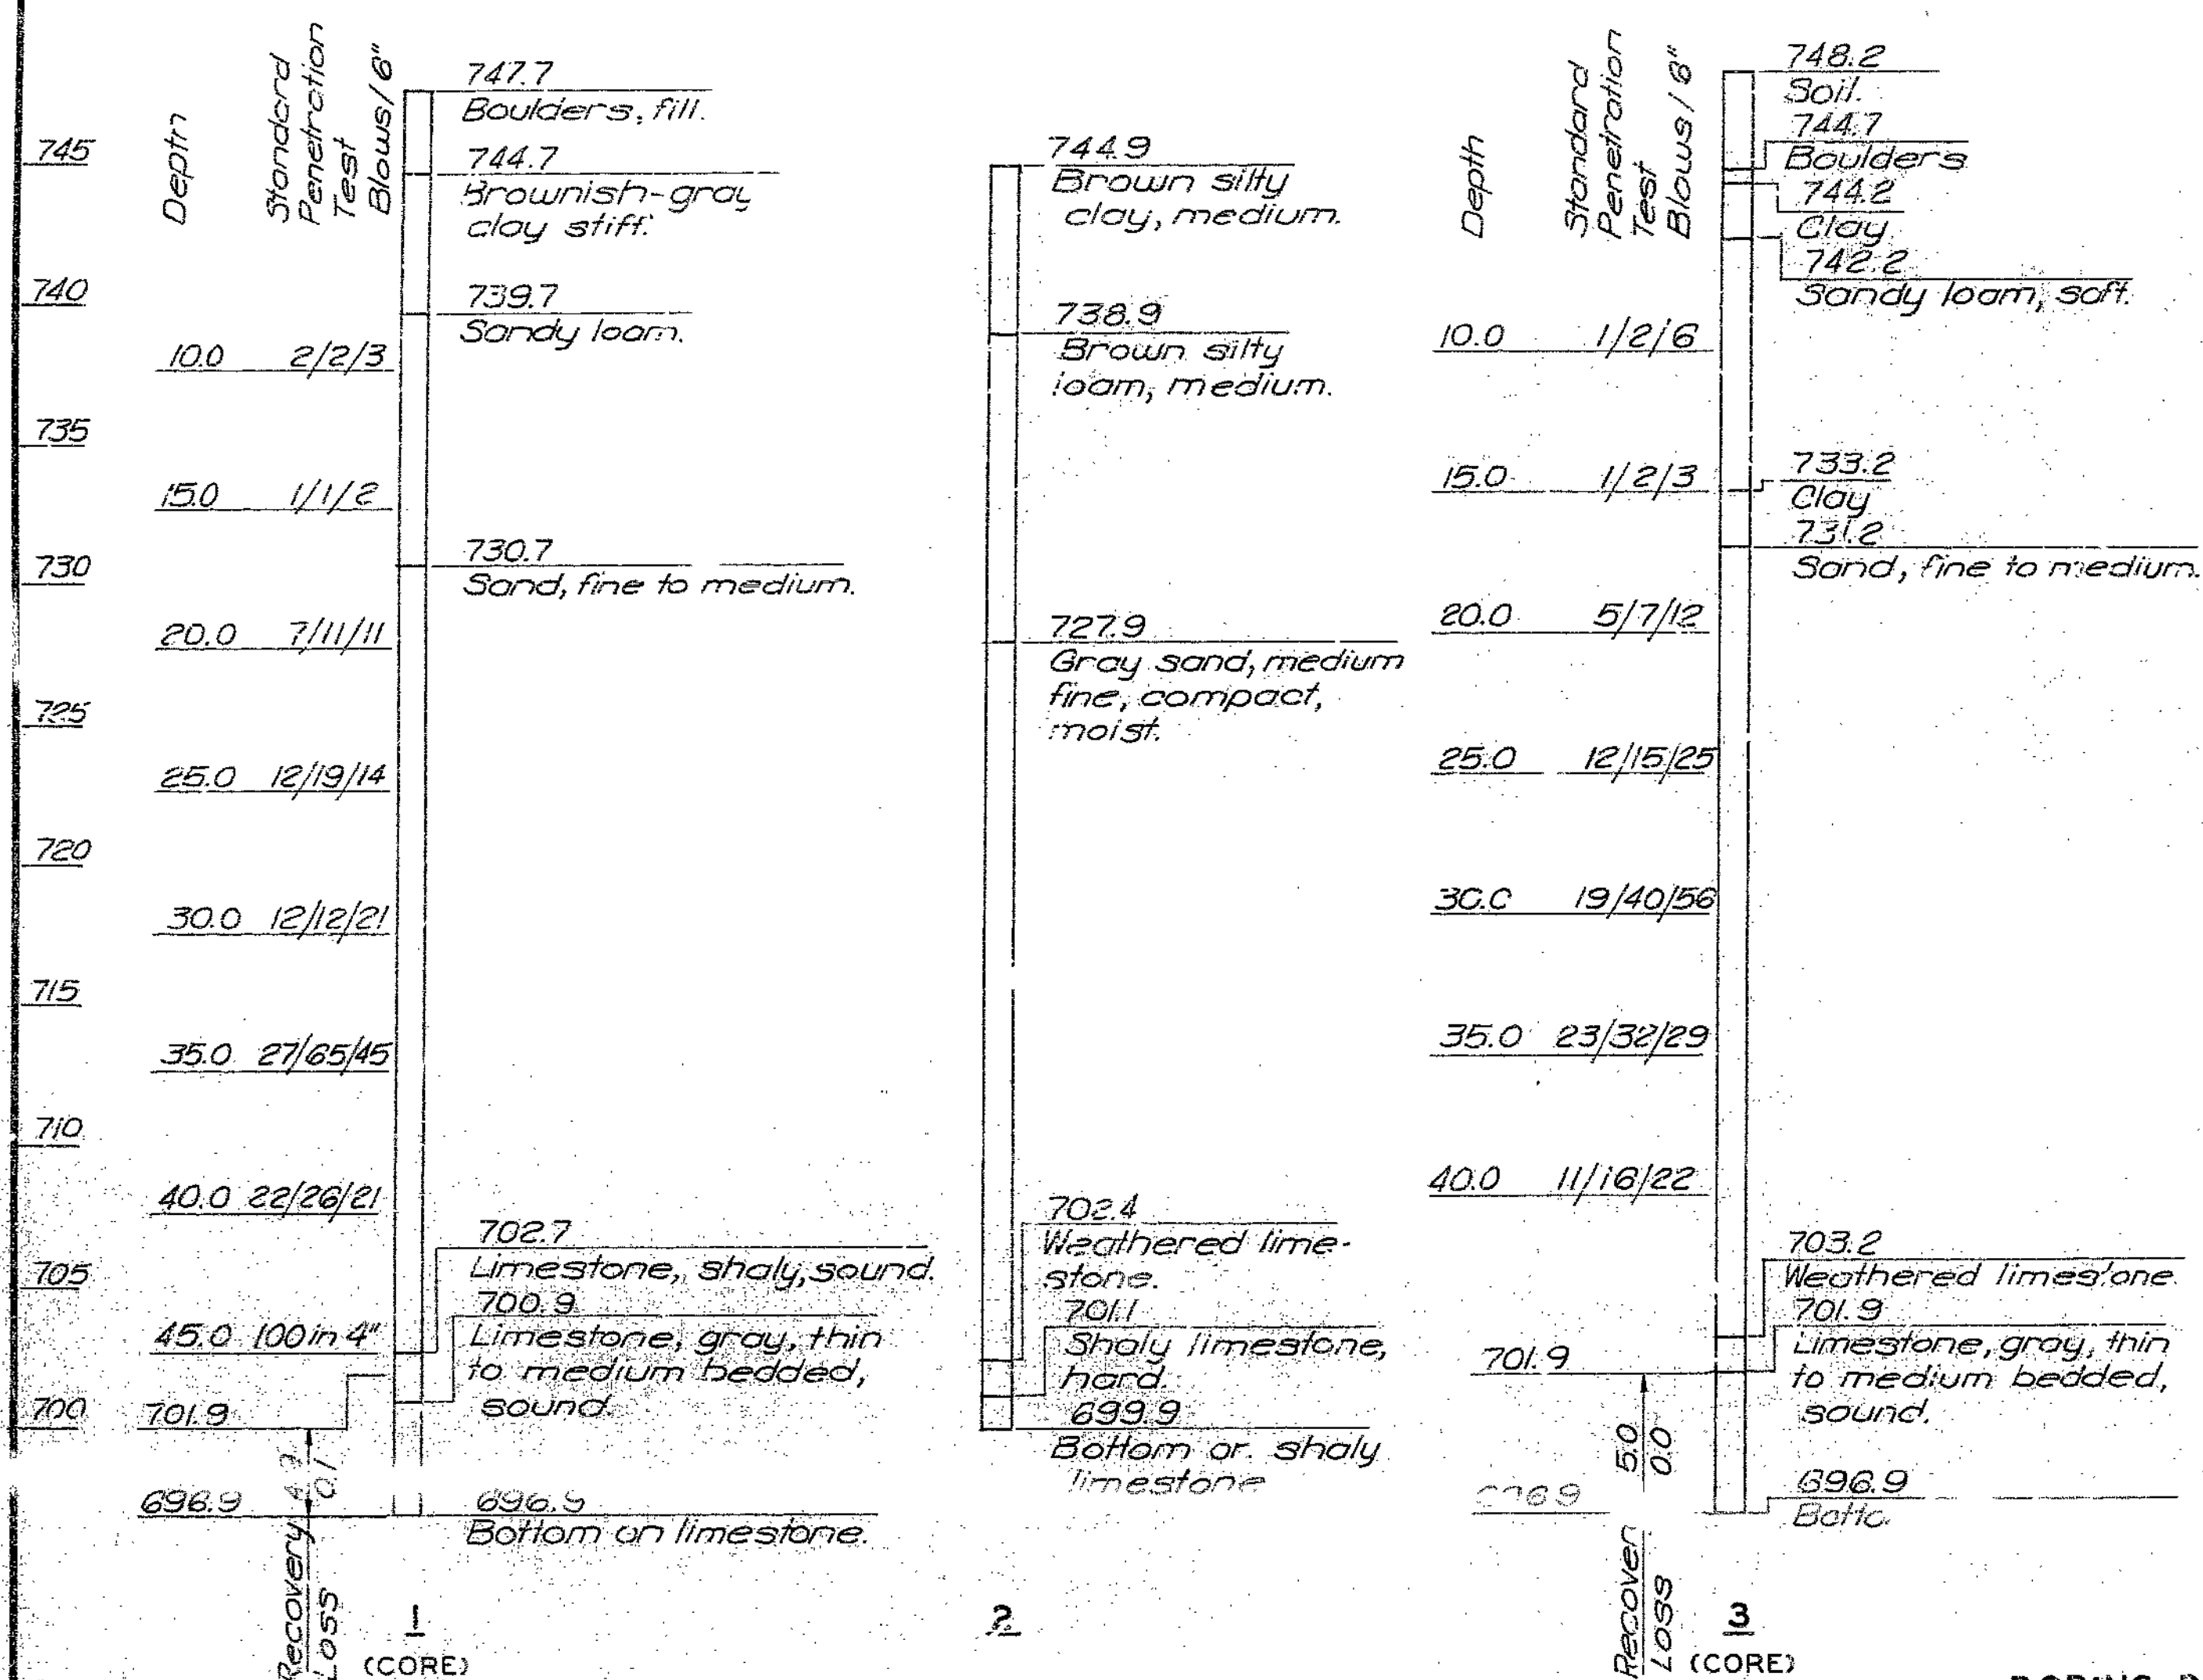 745
740
735
730
725
720
715
710
705
700
Depth
Standard
Penetration
Test
Blows/6"
10.0 2/2/3
15.0 1/1/2
20.0 7/11/11
25.0 12/19/14
30.0 12/12/21
35.0 27/65/45
40.0 22/26/21
45.0 100 in 4"
701.9
696.9
Recovery
Loss 0.1
747.7
Boulders, fill.
744.7
Brownish-gray
clay stiff.
739.7
Sandy loam.
730.7
Sand, fine to medium.
702.7
Limestone, shaly, sound.
700.9
Limestone, gray, thin
to medium bedded,
sound.
696.9
Bottom on limestone.
1
(CORE)
744.9
Brown silty
clay, medium.
738.9
Brown silty
loam, medium.
727.9
Gray sand, medium
fine, compact,
moist.
702.4
Weathered lime-
stone.
701.1
Shaly limestone,
hard.
699.9
Bottom or shaly
limestone
2
Depth
Standard
Penetration
Test
Blows/6"
10.0 1/2/6
15.0 1/2/3
20.0 5/7/12
25.0 12/15/25
30.0 19/40/56
35.0 23/32/29
40.0 11/16/22
701.9
Recover 5.0
Loss 0.0
748.2
Soil.
744.7
Boulders
744.2
Clay
742.2
Sandy loam, soft.
733.2
Clay
731.2
Sand, fine to medium.
703.2
Weathered limestone.
701.9
Limestone, gray, thin
to medium bedded,
sound.
696.9
3
(CORE)